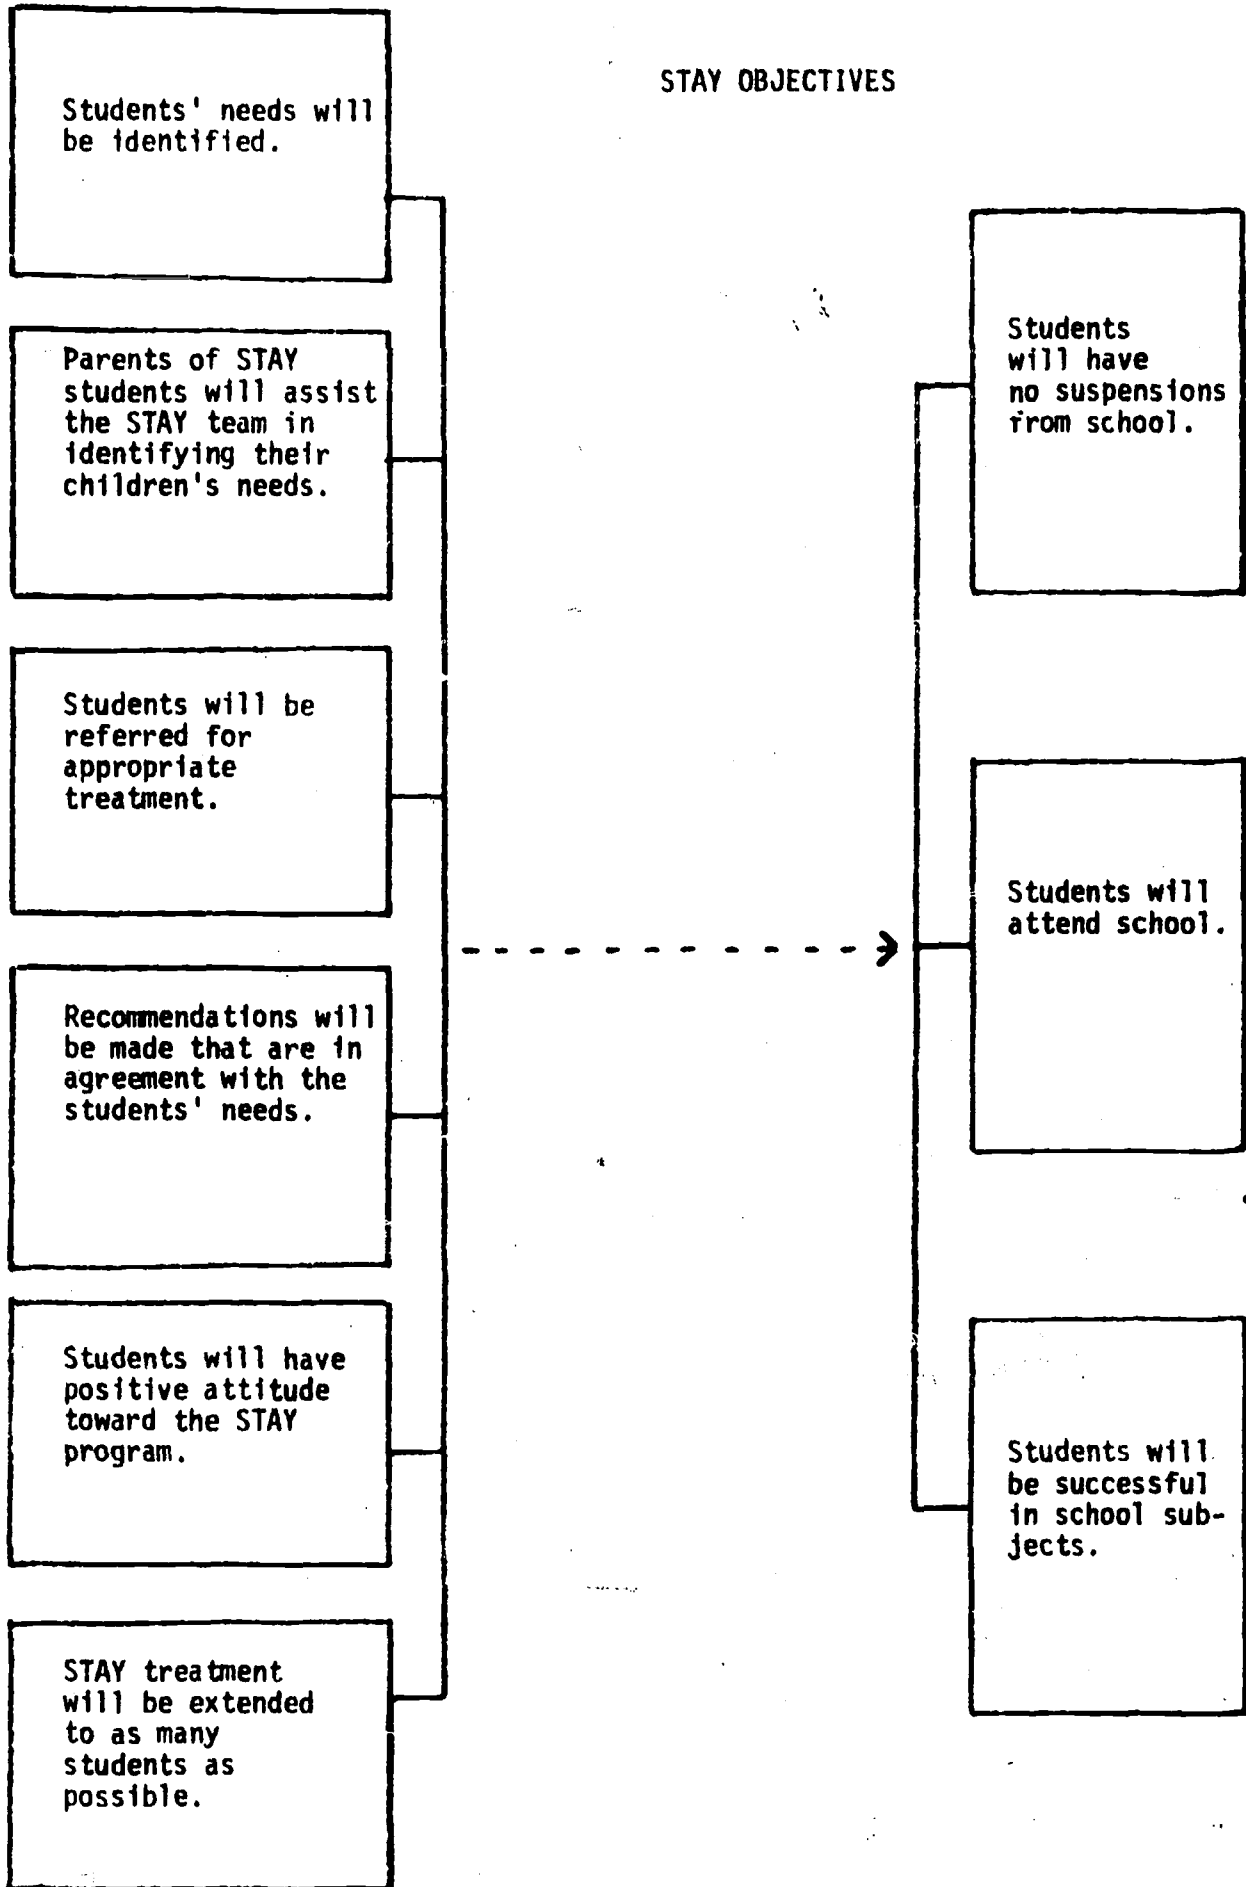 STAY OBJECTIVES
Students' needs will
be identified.
Parents of STAY
students will assist
the STAY team in
identifying their
children's needs.
Students will be
referred for
appropriate
treatment.
Recommendations will
be made that are in
agreement with the
students' needs.
Students will have
positive attitude
toward the STAY
program.
STAY treatment
will be extended
to as many
students as
possible.
Students
will have
no suspensions
from school.
Students will
attend school.
Students will
be successful
in school sub-
jects.